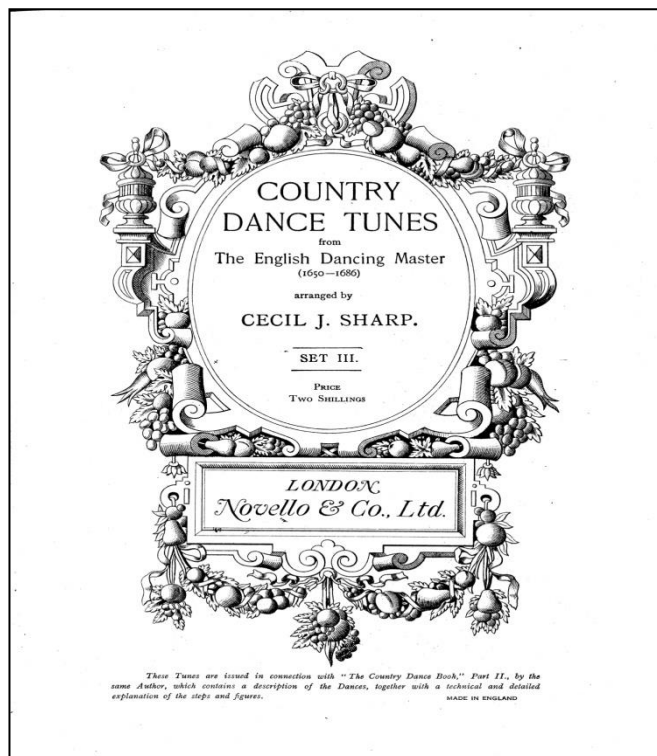 COUNTRY
DANCE TUNES
from
The English Dancing Master
(1650—1686)
arranged by
CECIL J. SHARP.
SET III.
PRICE
TWO SHILLINGS
LONDON,
Novello & Co., Ltd.
These Tunes are issued in connection with "The Country Dance Book," Part II., by the
same Author, which contains a description of the Dances, together with a technical and detailed
explanation of the steps and figures. MADE IN ENGLAND